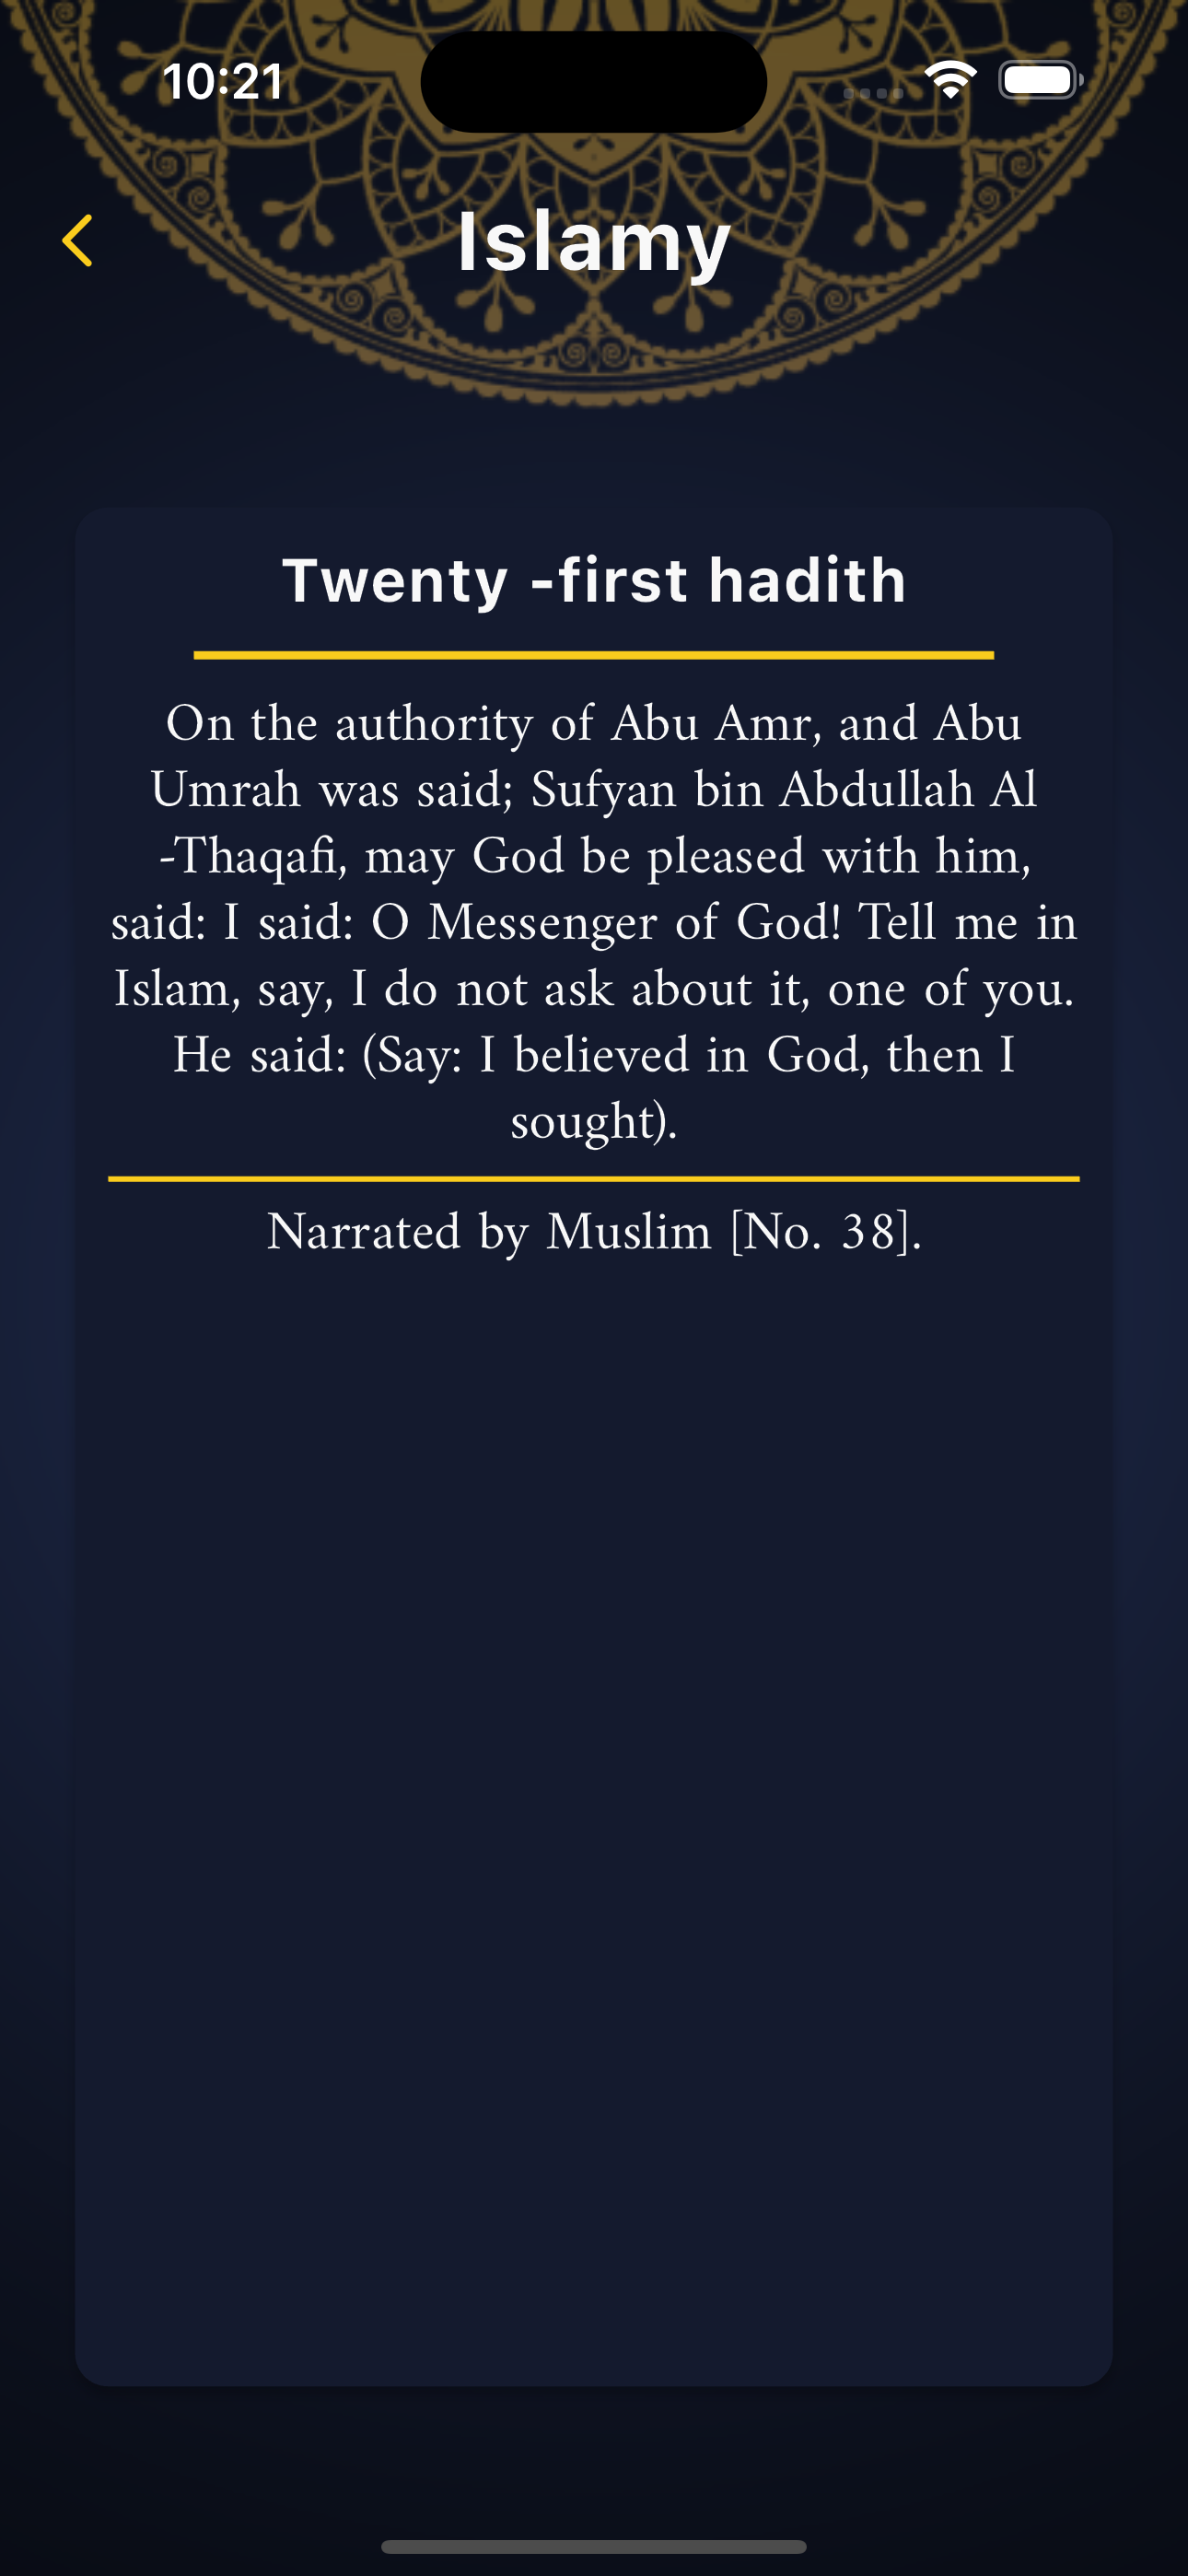 10:21
Islamy
Twenty -first hadith
On the authority of Abu Amr, and Abu
Umrah was said; Sufyan bin Abdullah Al
-Thaqafi, may God be pleased with him,
said: I said: O Messenger of God! Tell me in
Islam, say, I do not ask about it, one of you.
He said: (Say: I believed in God, then I
sought).
Narrated by Muslim [No. 38].